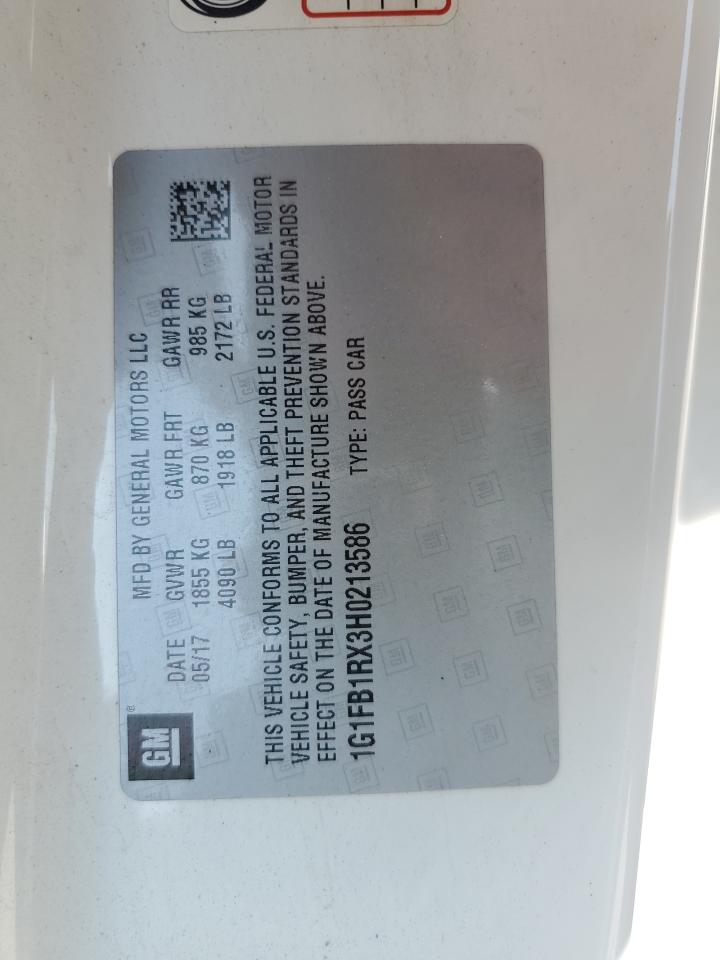 GM®
MFD BY GENERAL MOTORS LLC
DATE GVWR GAWR FRT GAWR RR
05/17 1855 KG 870 KG 985 KG
4090 LB 1918 LB 2172 LB
THIS VEHICLE CONFORMS TO ALL APPLICABLE U.S. FEDERAL MOTOR
VEHICLE SAFETY, BUMPER, AND THEFT PREVENTION STANDARDS IN
EFFECT ON THE DATE OF MANUFACTURE SHOWN ABOVE.
1G1FB1RX3H0213586 TYPE: PASS CAR